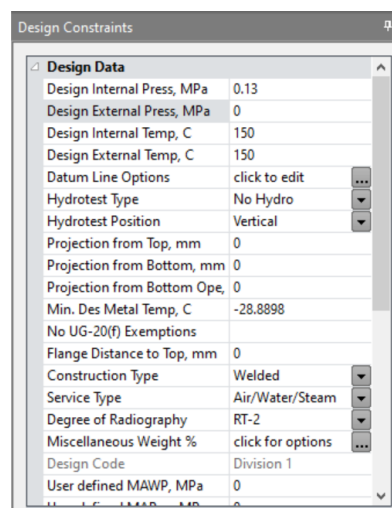 Design Constraints
Design Data
Design Internal Press, MPa 0.13
Design External Press, MPa 0
Design Internal Temp, C 150
Design External Temp, C 150
Datum Line Options click to edit ...
Hydrotest Type No Hydro
Hydrotest Position Vertical
Projection from Top, mm 0
Projection from Bottom, mm 0
Projection from Bottom Ope, 0
Min. Des Metal Temp, C -28.8898
No UG-20(f) Exemptions
Flange Distance to Top, mm 0
Construction Type Welded
Service Type Air/Water/Steam
Degree of Radiography RT-2
Miscellaneous Weight % click for options ...
Design Code Division 1
User defined MAWP, MPa 0